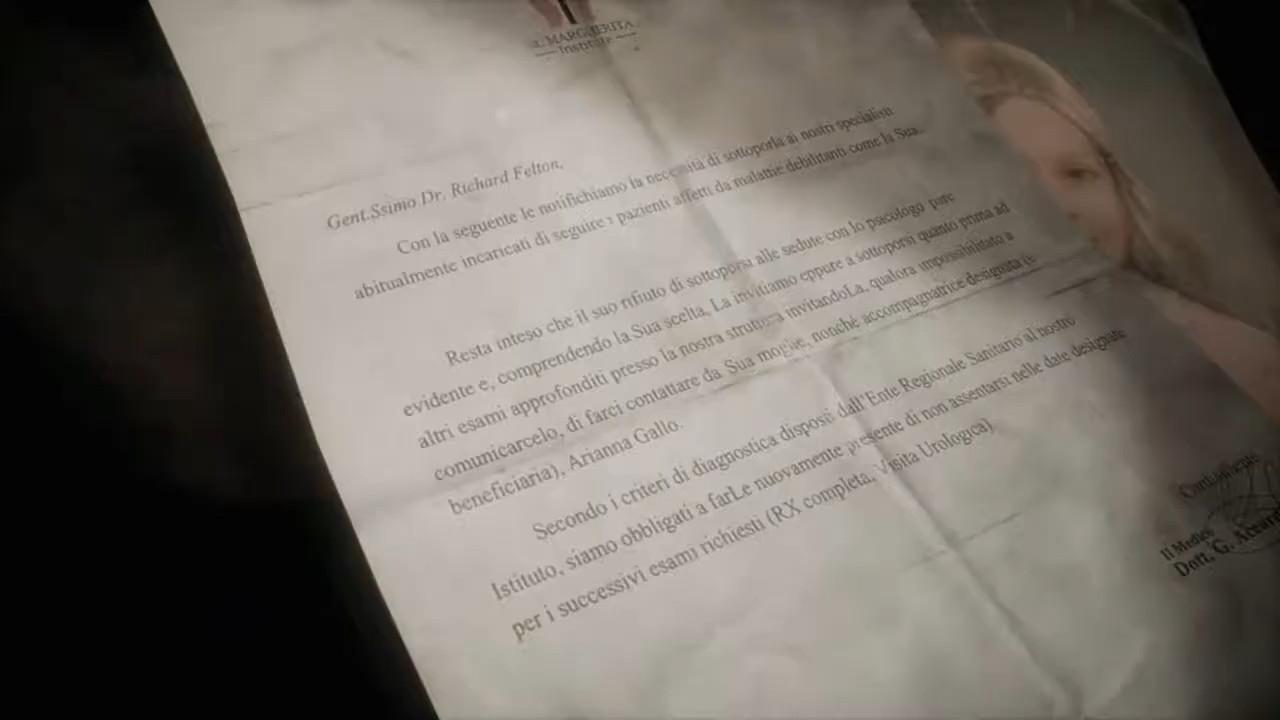 MARGHERITA
Institute
Gent.Ssimo Dr. Richard Felton,
Con la seguente le notifichiamo la necessità di sottoporla ai nostri specialisti
abitualmente incaricati di seguire i pazienti affetti da malattie debilitanti come la Sua.
Resta inteso che il suo rifiuto di sottoporsi alle sedute con lo psicologo pare
evidente e, comprendendo la Sua scelta, La invitiamo eppure a sottoporsi quanto prima ad
altri esami approfonditi presso la nostra struttura invitandoLa, qualora impossibilitato a
comunicarcelo, di farci contattare da Sua moglie, nonché accompagnatrice designata (e
beneficiaria), Arianna Gallo.
Secondo i criteri di diagnostica disposti dall'Ente Regionale Sanitario al nostro
Istituto, siamo obbligati a farLe nuovamente presente di non assentarsi nelle date designate
per i successivi esami richiesti (RX completa, Visita Urologica).
Cordialmente
Il Medico
Dott. G.